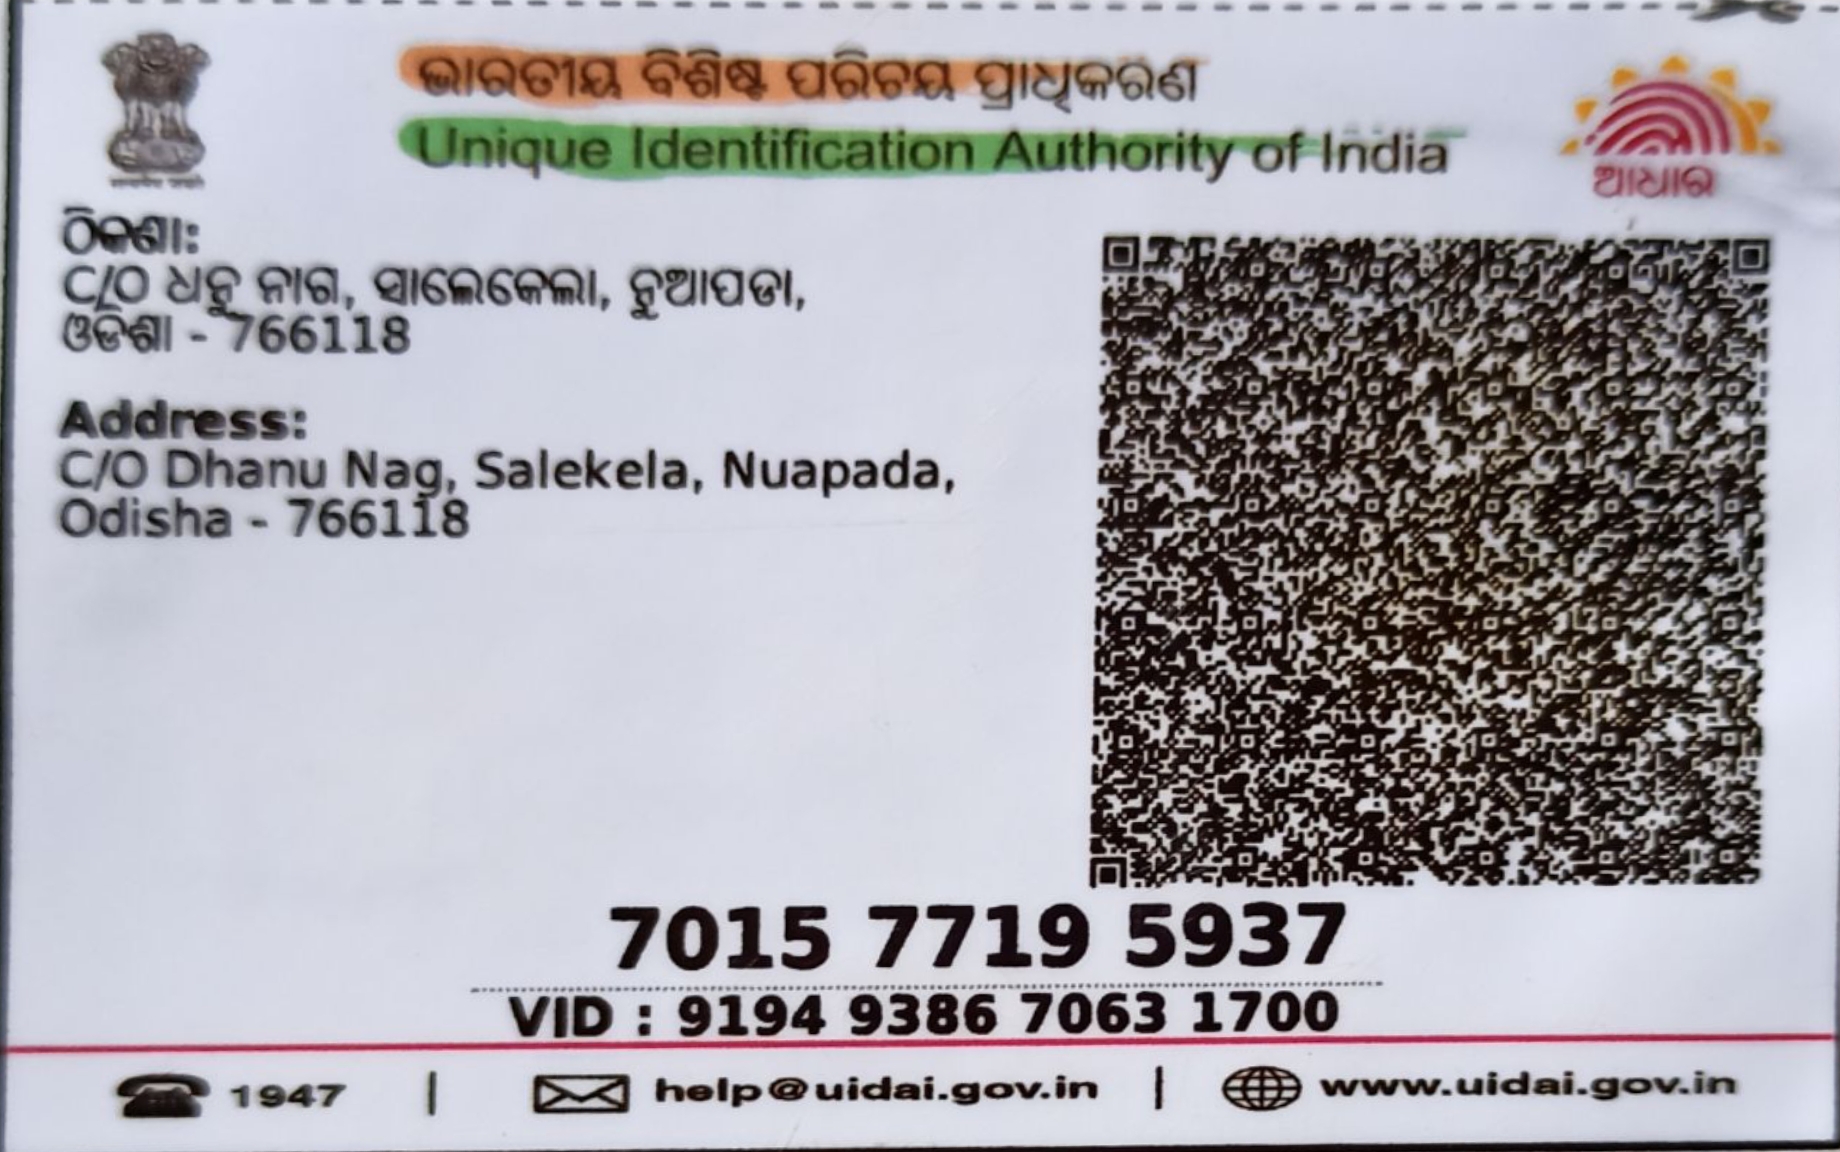 ଭାରତୀୟ ବିଶିଷ୍ଟ ପରିଚୟ ପ୍ରାଧିକରଣ
Unique Identification Authority of India
ଆଧାର
ଠିକଣା:
C/O ଧନୁ ନାଗ, ସାଲେକେଲା, ନୁଆପଡା,
ଓଡିଶା - 766118
Address:
C/O Dhanu Nag, Salekela, Nuapada,
Odisha - 766118
7015 7719 5937
VID : 9194 9386 7063 1700
1947 | help@uidai.gov.in | www.uidai.gov.in